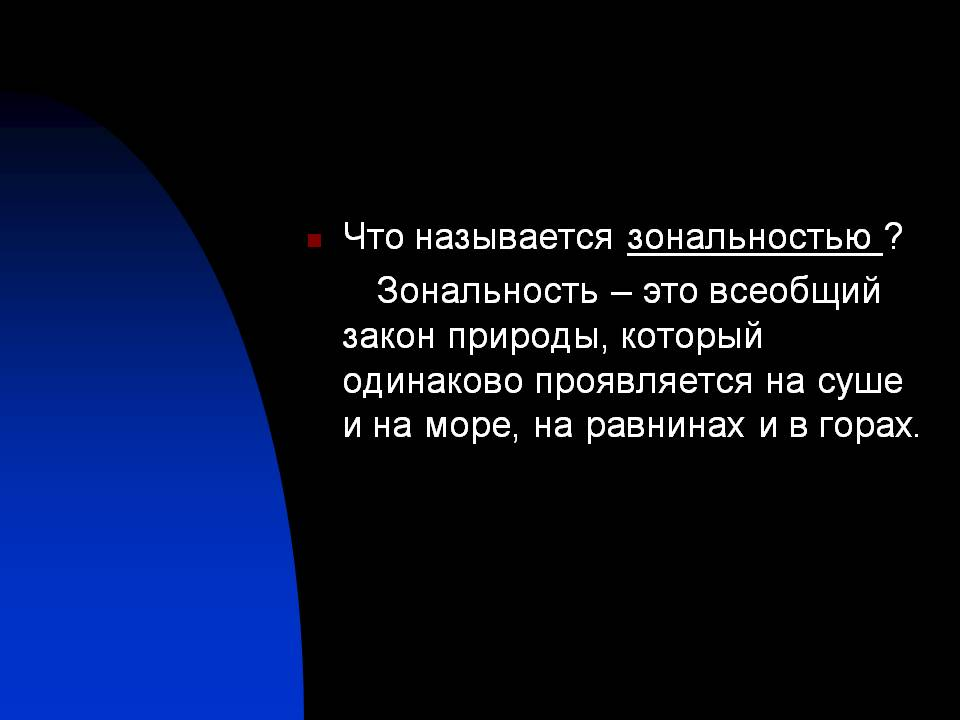 Что называется зональностью ?
Зональность – это всеобщий
закон природы, который
одинаково проявляется на суше
и на море, на равнинах и в горах.